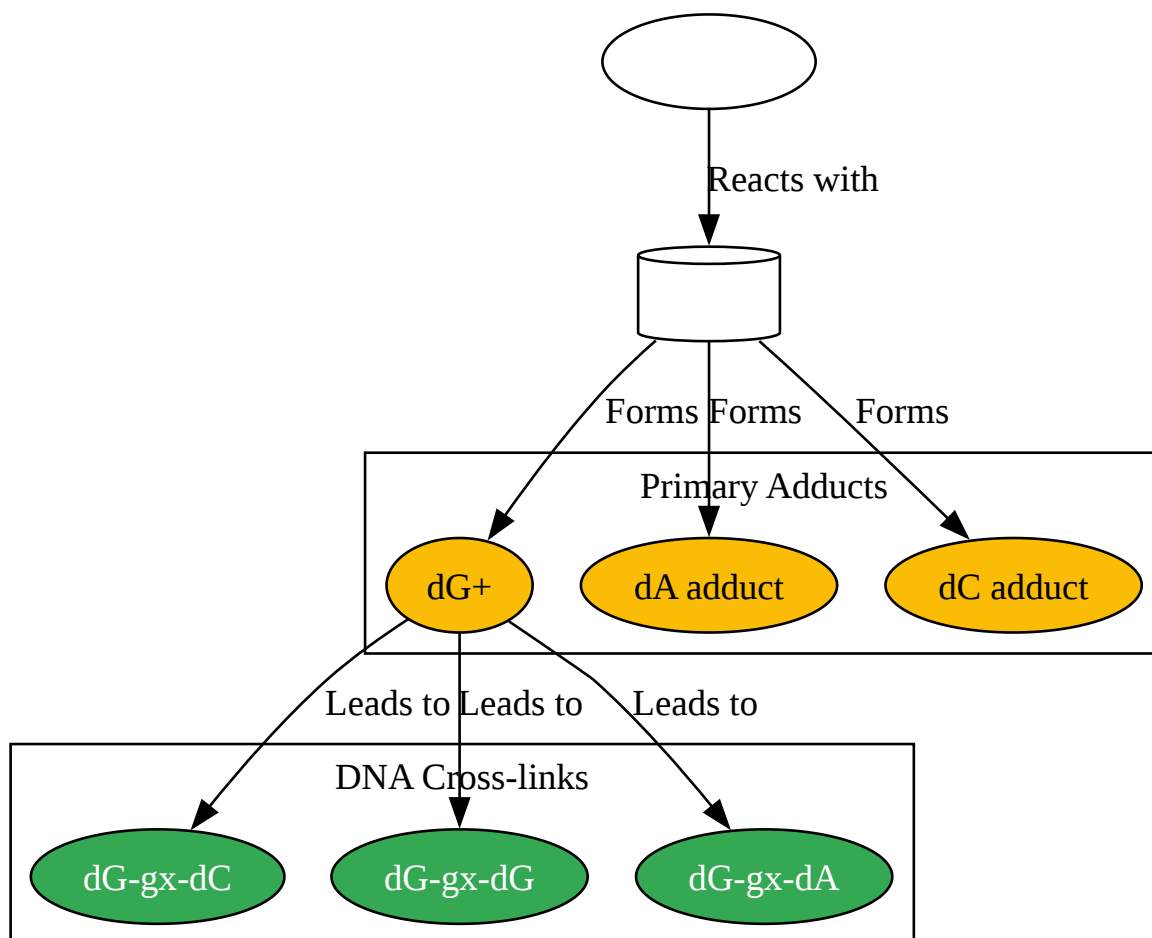 Reacts with
Forms
Forms
Forms
Primary Adducts
dG+
dA adduct
dC adduct
Leads to
Leads to
Leads to
DNA Cross-links
dG-gx-dC
dG-gx-dG
dG-gx-dA